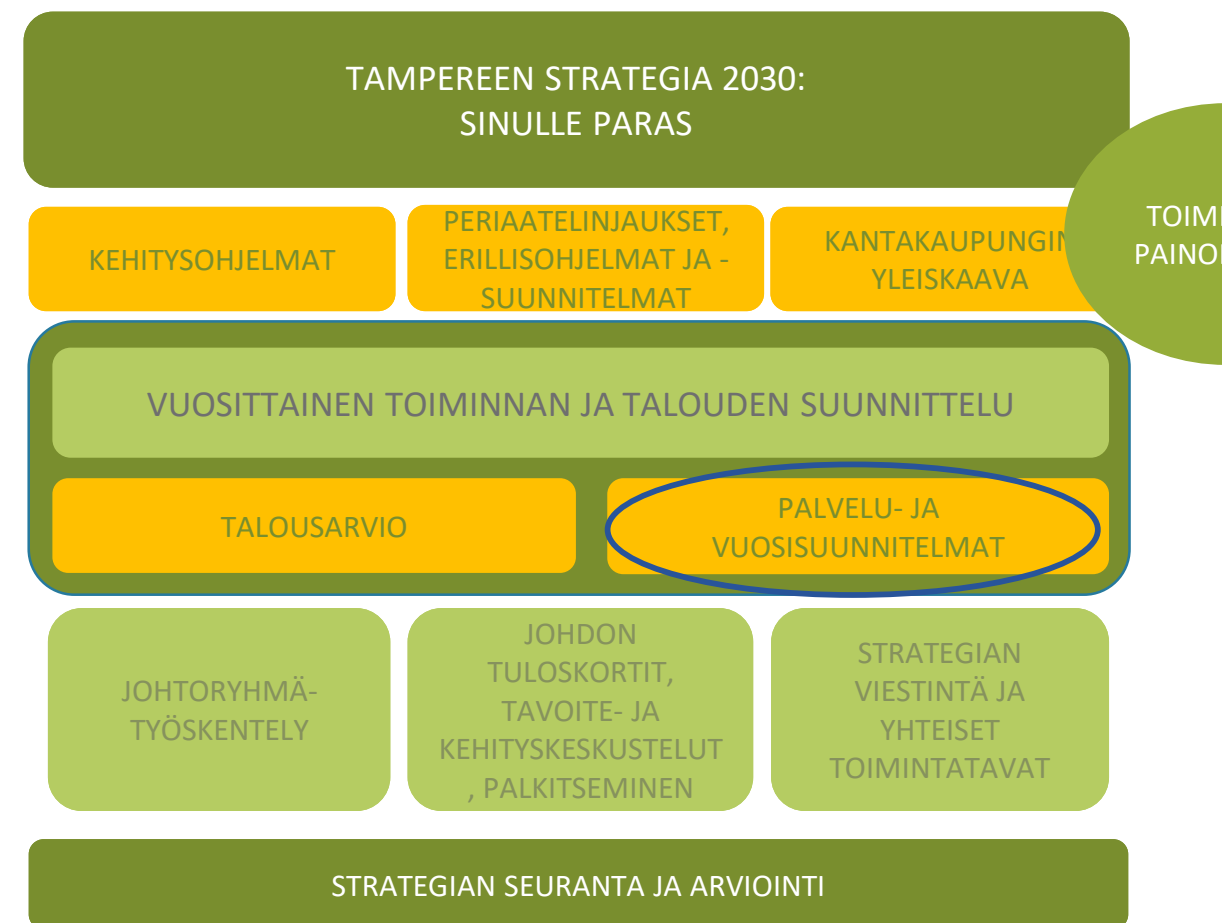 TAMPEREEN STRATEGIA 2030:
SINULLE PARAS
KEHITYSOHJELMAT
PERIAATELINJAUKSET,
ERILLISOHJELMAT JA -
SUUNNITELMAT
KANTAKAUPUNGIN
YLEISKAAVA
VUOSITTAINEN TOIMINNAN JA TALOUDEN SUUNNITTELU
TALOUSARVIO
PALVELU- JA
VUOSISUUNNITELMAT
JOHTORYHMÄ-
TYÖSKENTELY
JOHDON
TULOSKORTIT,
TAVOITE- JA
KEHITYSKESKUSTELUT
, PALKITSEMINEN
STRATEGIAN
VIESTINTÄ JA
YHTEISET
TOIMINTATAVAT
STRATEGIAN SEURANTA JA ARVIOINTI